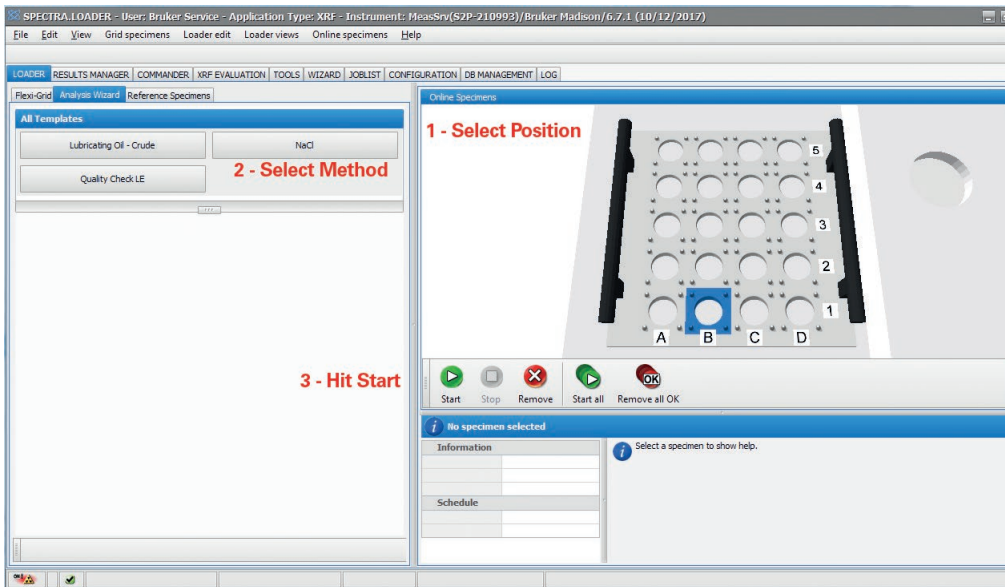 SPECTRA.LOADER - User: Bruker Service - Application Type: XRF - Instrument: MeasSrv(S2P-210993)/Bruker Madison/6.7.1 (10/12/2017)
File Edit View Grid specimens Loader edit Loader views Online specimens Help
LOADER RESULTS MANAGER COMMANDER XRF EVALUATION TOOLS WIZARD JOBLIST CONFIGURATION DB MANAGEMENT LOG
Flexi-Grid Analysis Wizard Reference Specimens
All Templates
Lubricating Oil - Crude NaCl
Quality Check LE
2 - Select Method
3 - Hit Start
Online Specimens
1 - Select Position
5
4
3
2
1
A B C D
OK
Start Stop Remove Start all Remove all OK
No specimen selected
Information
Schedule
Select a specimen to show help.